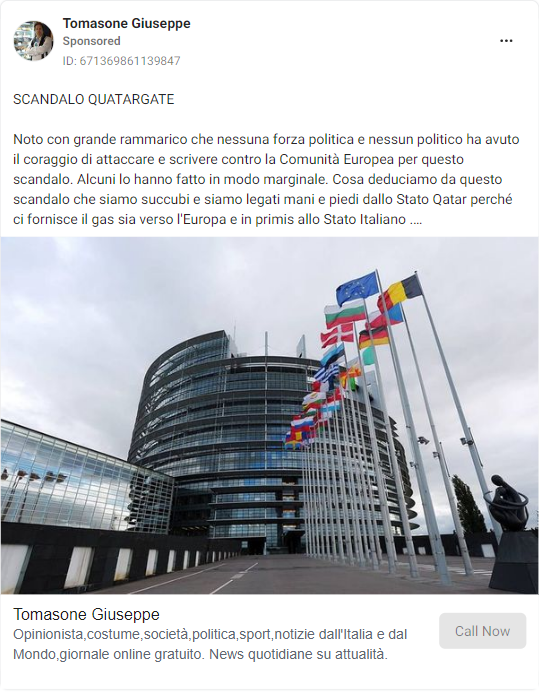 Tomasone Giuseppe
Sponsored
ID: 671369861139847
SCANDALO QUATARGATE
Noto con grande rammarico che nessuna forza politica e nessun politico ha avuto
il coraggio di attaccare e scrivere contro la Comunità Europea per questo
scandalo. Alcuni lo hanno fatto in modo marginale. Cosa deduciamo da questo
scandalo che siamo succubi e siamo legati mani e piedi dallo Stato Qatar perché
ci fornisce il gas sia verso l'Europa e in primis allo Stato Italiano ....
Tomasone Giuseppe
Opinionista,costume,società,politica,sport,notizie dall'Italia e dal
Mondo,giornale online gratuito. News quotidiane su attualità.
Call Now